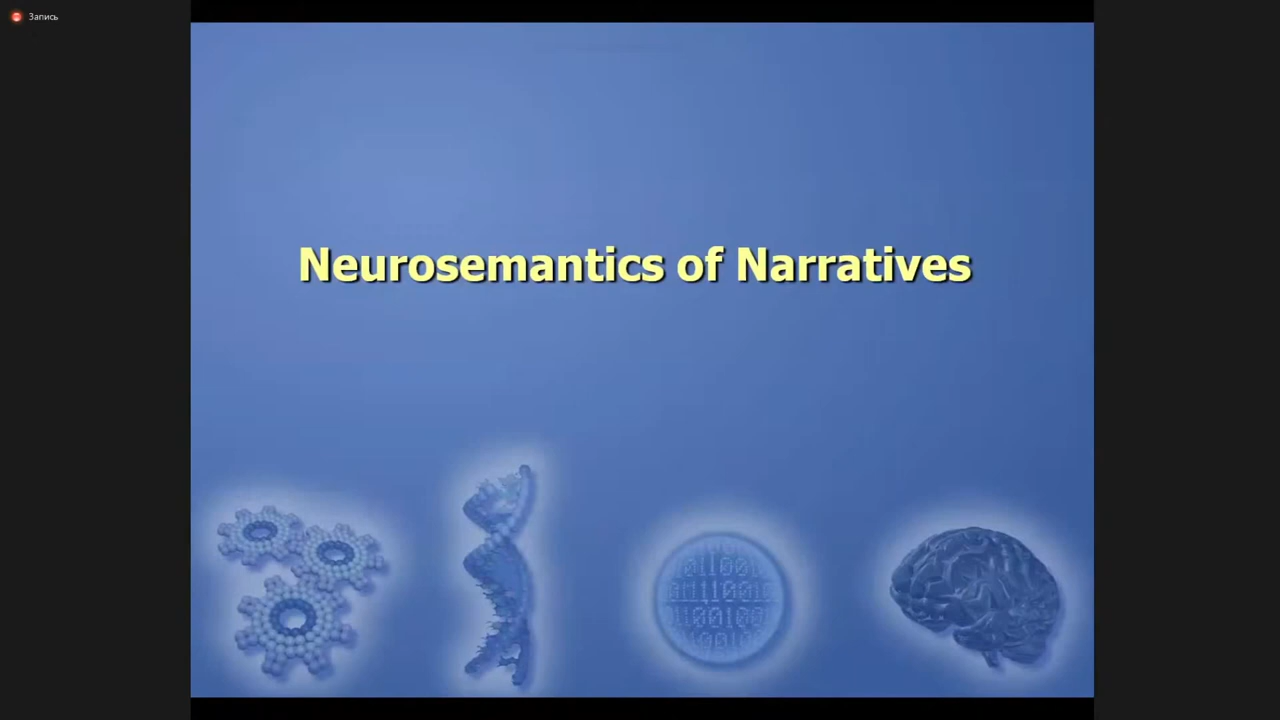 Запись
Neurosemantics of Narratives